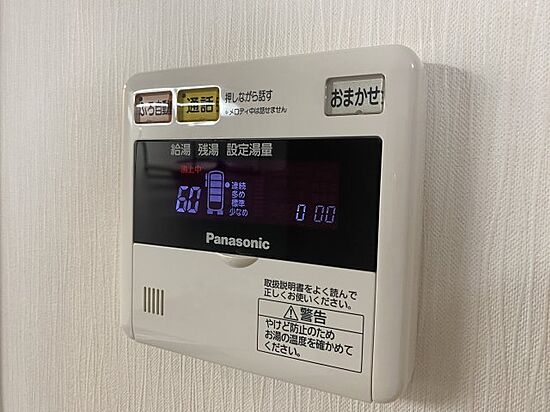 ふろ自動 通話 押しながら話す おまかせ
*メロディ中は話せません
給湯 残湯 設定湯量
沸上中
60 連続 0 00
多め
標準
少なめ
Panasonic
取扱説明書をよく読んで
正しくお使いください。
警告
やけど防止のため
お湯の温度を確かめて
ください。